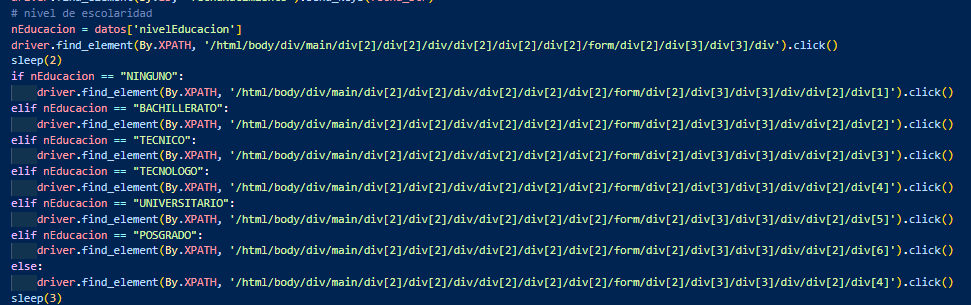 # nivel de escolaridad
nEducacion = datos['nivelEducacion']
driver.find_element(By.XPATH, '/html/body/div/main/div[2]/div[2]/div/div[2]/div[2]/div[2]/form/div[2]/div[3]/div[3]/div').click()
sleep(2)
if nEducacion == "NINGUNO":
    driver.find_element(By.XPATH, '/html/body/div/main/div[2]/div[2]/div/div[2]/div[2]/div[2]/form/div[2]/div[3]/div[3]/div/div[2]/div[1]').click()
elif nEducacion == "BACHILLERATO":
    driver.find_element(By.XPATH, '/html/body/div/main/div[2]/div[2]/div/div[2]/div[2]/div[2]/form/div[2]/div[3]/div[3]/div/div[2]/div[2]').click()
elif nEducacion == "TECNICO":
    driver.find_element(By.XPATH, '/html/body/div/main/div[2]/div[2]/div/div[2]/div[2]/div[2]/form/div[2]/div[3]/div[3]/div/div[2]/div[3]').click()
elif nEducacion == "TECNOLOGO":
    driver.find_element(By.XPATH, '/html/body/div/main/div[2]/div[2]/div/div[2]/div[2]/div[2]/form/div[2]/div[3]/div[3]/div/div[2]/div[4]').click()
elif nEducacion == "UNIVERSITARIO":
    driver.find_element(By.XPATH, '/html/body/div/main/div[2]/div[2]/div/div[2]/div[2]/div[2]/form/div[2]/div[3]/div[3]/div/div[2]/div[5]').click()
elif nEducacion == "POSGRADO":
    driver.find_element(By.XPATH, '/html/body/div/main/div[2]/div[2]/div/div[2]/div[2]/div[2]/form/div[2]/div[3]/div[3]/div/div[2]/div[6]').click()
else:
    driver.find_element(By.XPATH, '/html/body/div/main/div[2]/div[2]/div/div[2]/div[2]/div[2]/form/div[2]/div[3]/div[3]/div/div[2]/div[4]').click()
sleep(3)